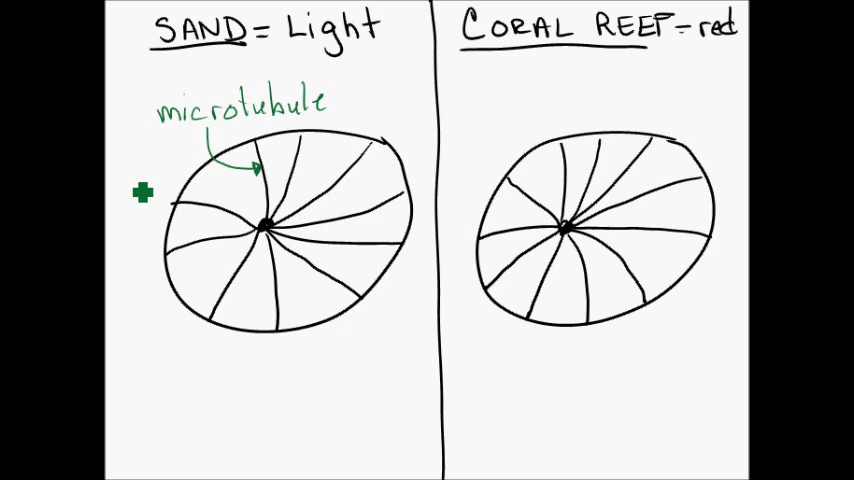 SAND = Light
CORAL REEF - red
microtubule